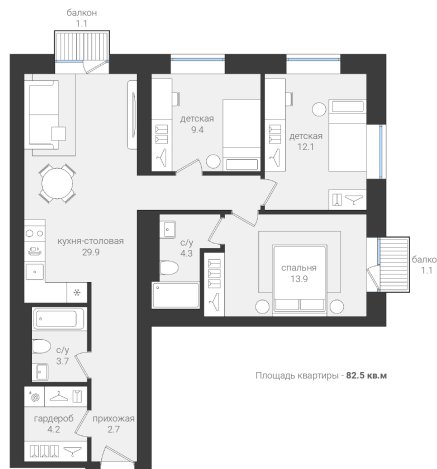 балкон
1.1
детская
9.4
детская
12.1
кухня-столовая
29.9
с/у
4.3
спальня
13.9
балко
1.1
с/у
3.7
Площадь квартиры - 82.5 кв.м
гардероб
4.2
прихожая
2.7